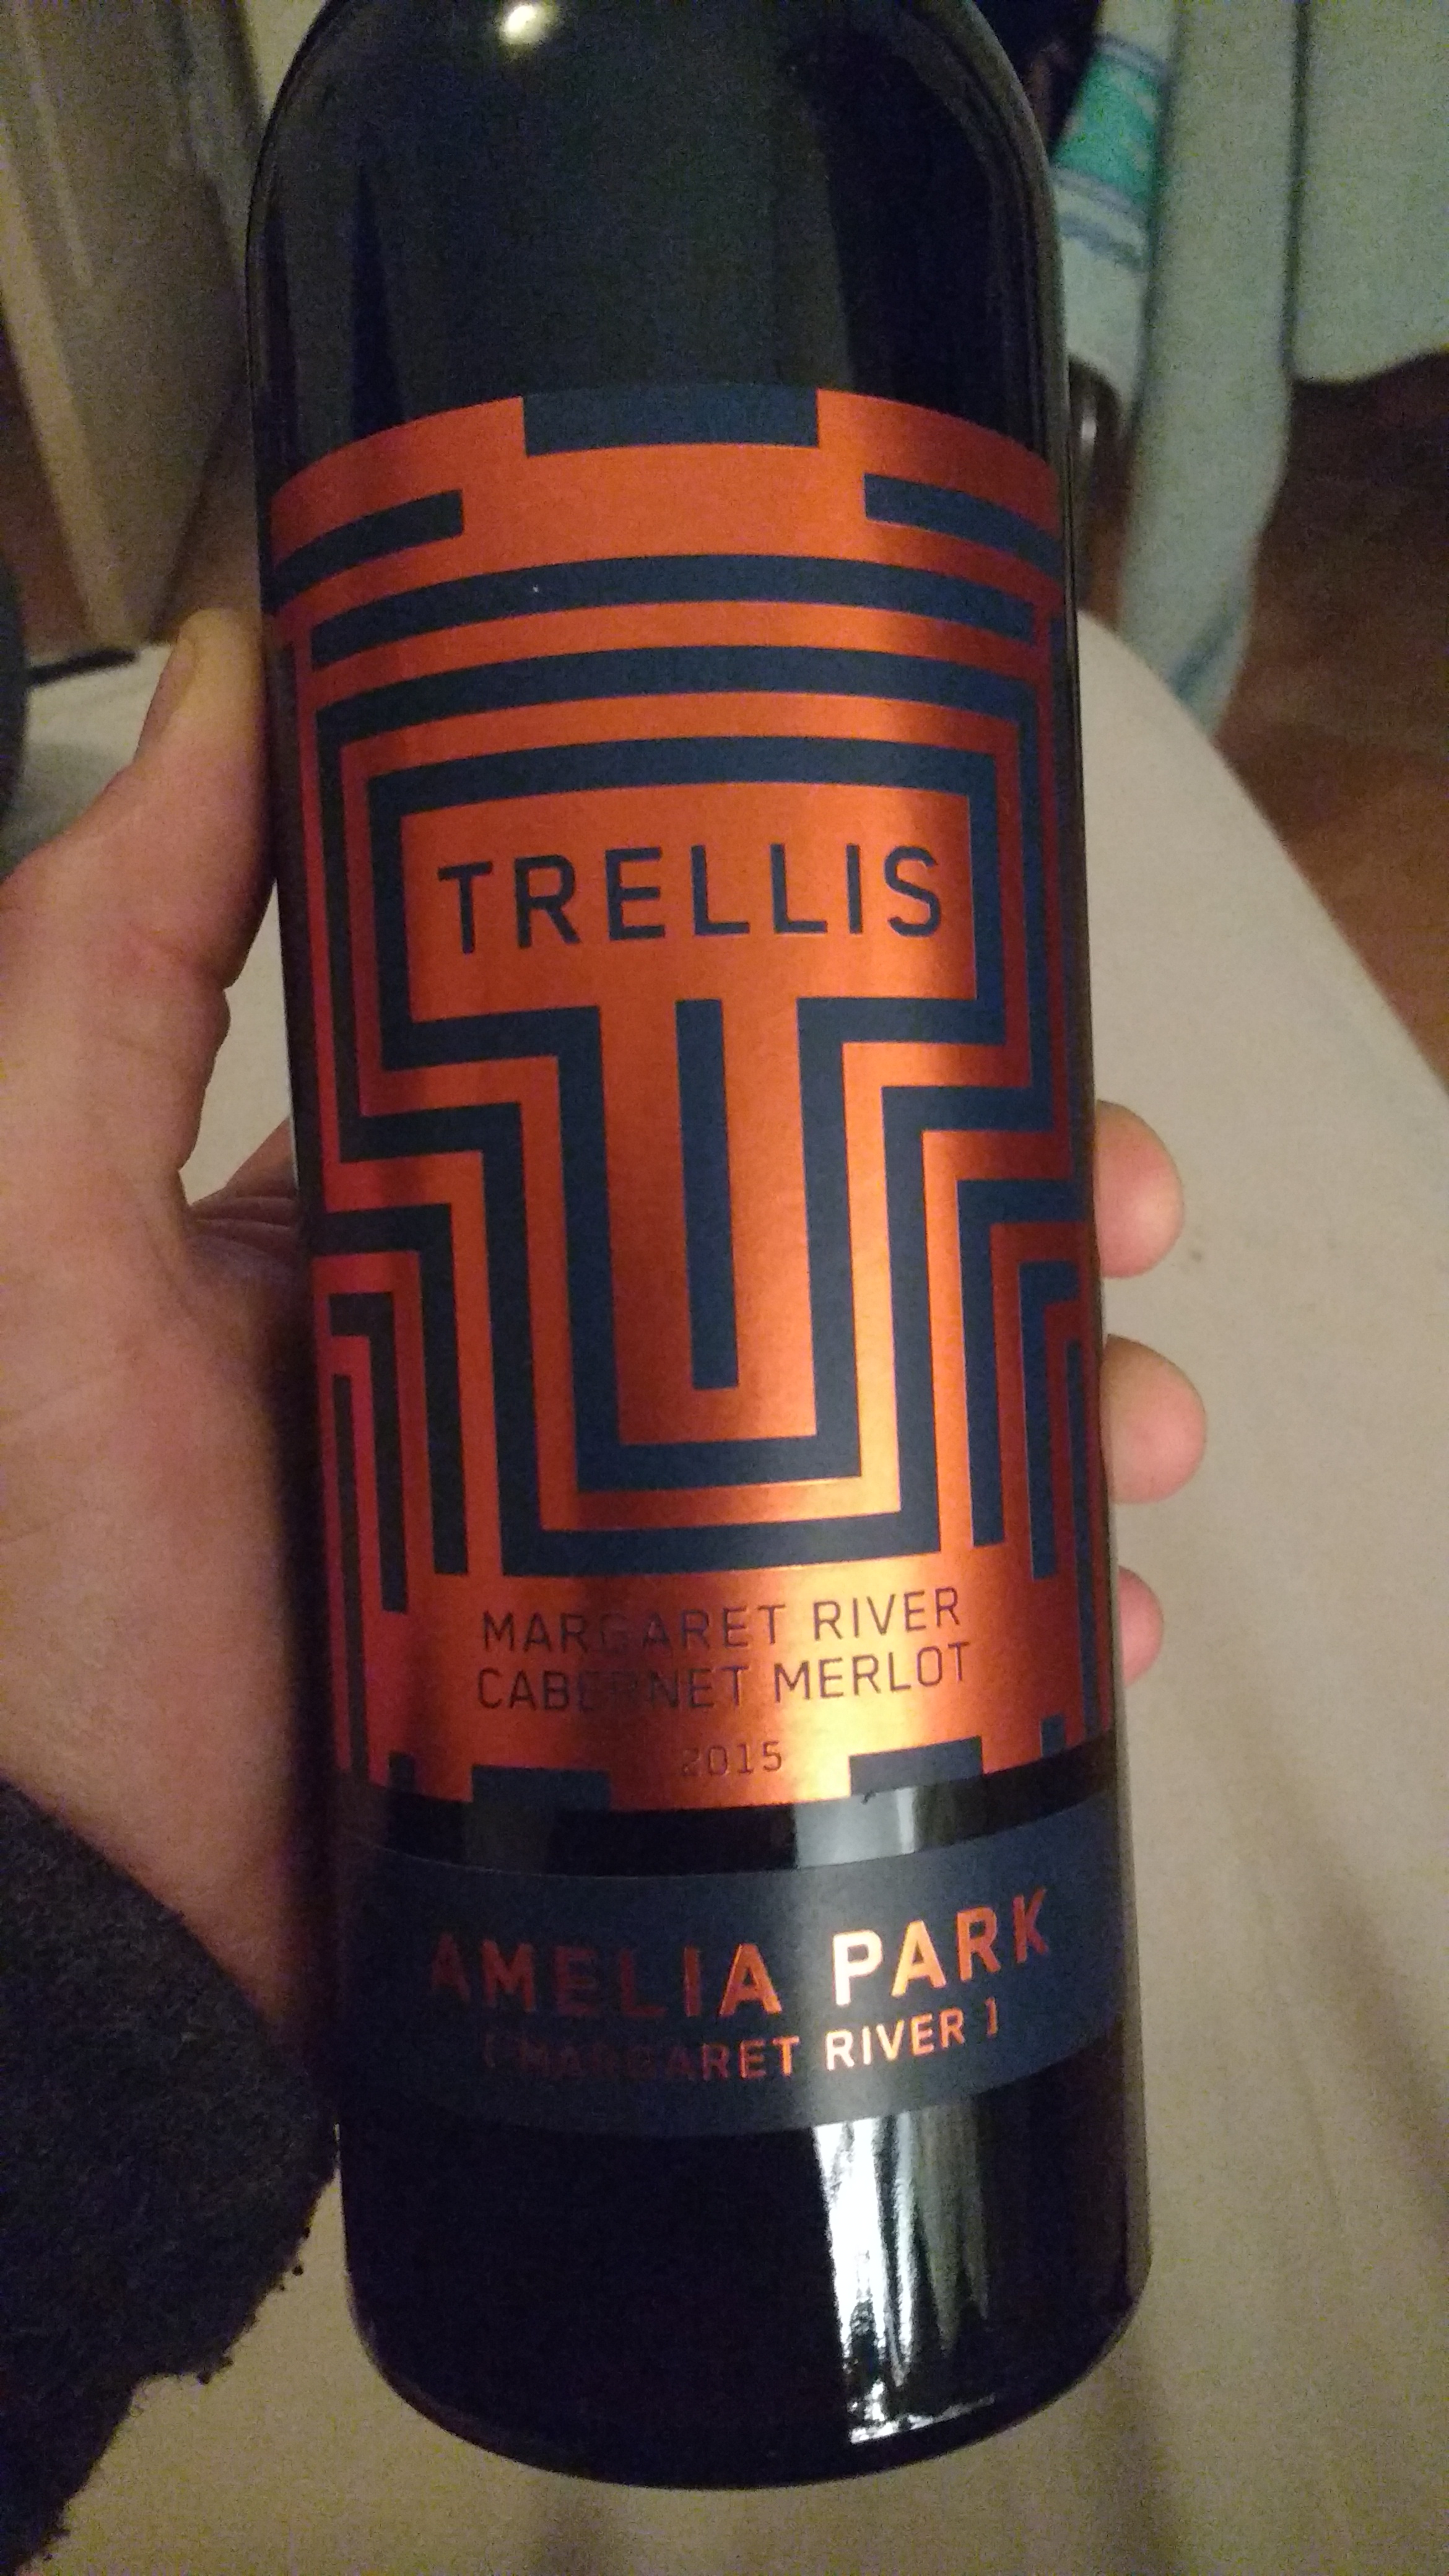 TRELLIS
MARGARET RIVER
CABERNET MERLOT
2015
AMELIA PARK
[ MARGARET RIVER ]